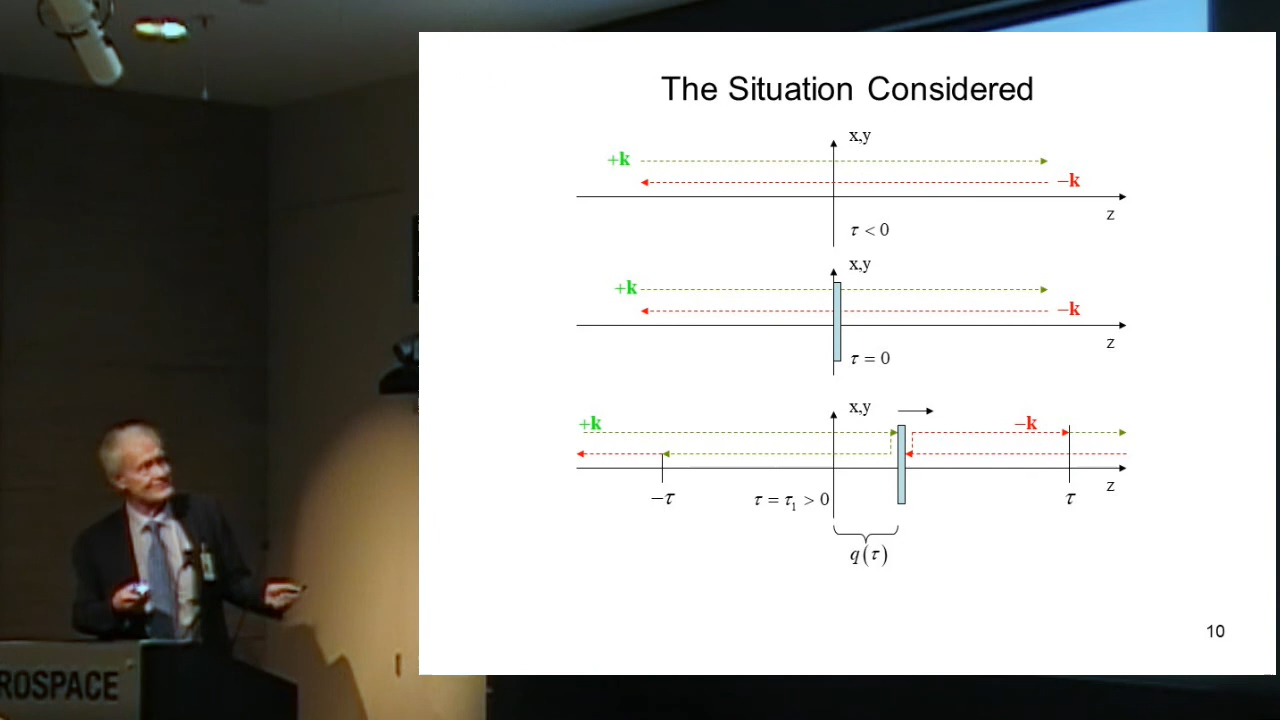 The Situation Considered
x,y
+k
−k
z
τ < 0
x,y
+k
−k
z
τ = 0
x,y
+k
−k
z
−τ
τ = τ₁ > 0
τ
q(τ)
10
ROSPACE